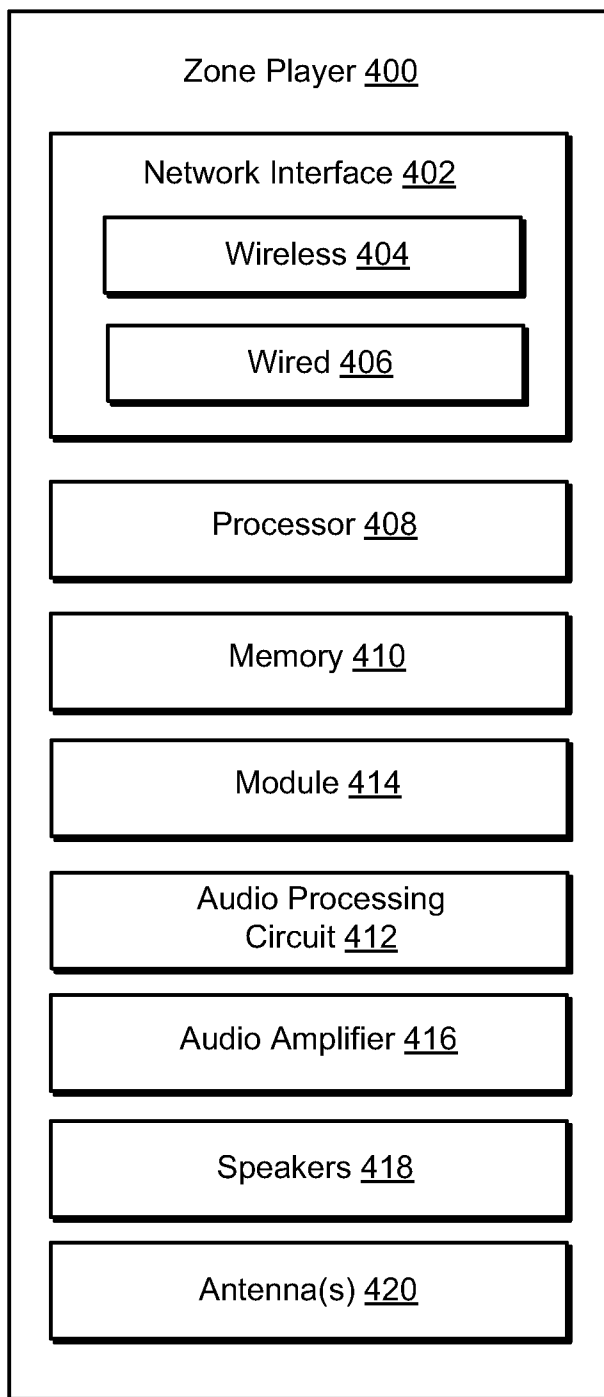 Zone Player 400
Network Interface 402
Wireless 404
Wired 406
Processor 408
Memory 410
Module 414
Audio Processing
Circuit 412
Audio Amplifier 416
Speakers 418
Antenna(s) 420